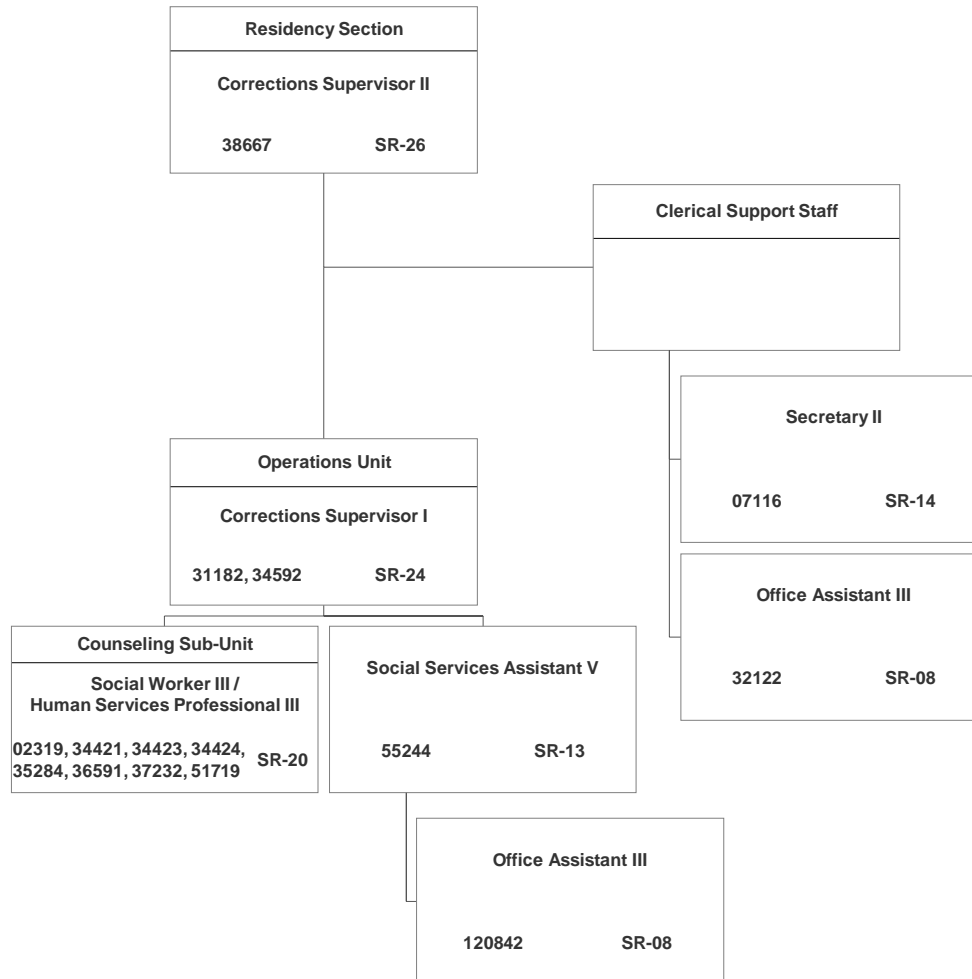 Residency Section
Corrections Supervisor II
38667 SR-26
Clerical Support Staff
Secretary II
07116 SR-14
Operations Unit
Corrections Supervisor I
31182, 34592 SR-24
Office Assistant III
32122 SR-08
Counseling Sub-Unit
Social Worker III /
Human Services Professional III
02319, 34421, 34423, 34424,
35284, 36591, 37232, 51719 SR-20
Social Services Assistant V
55244 SR-13
Office Assistant III
120842 SR-08